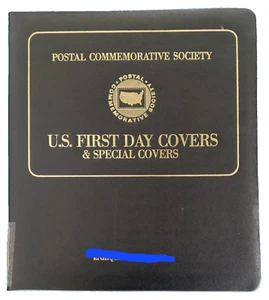 POSTAL COMMEMORATIVE SOCIETY
POSTAL
COMMEMORATIVE SOCIETY
U.S. FIRST DAY COVERS
& SPECIAL COVERS